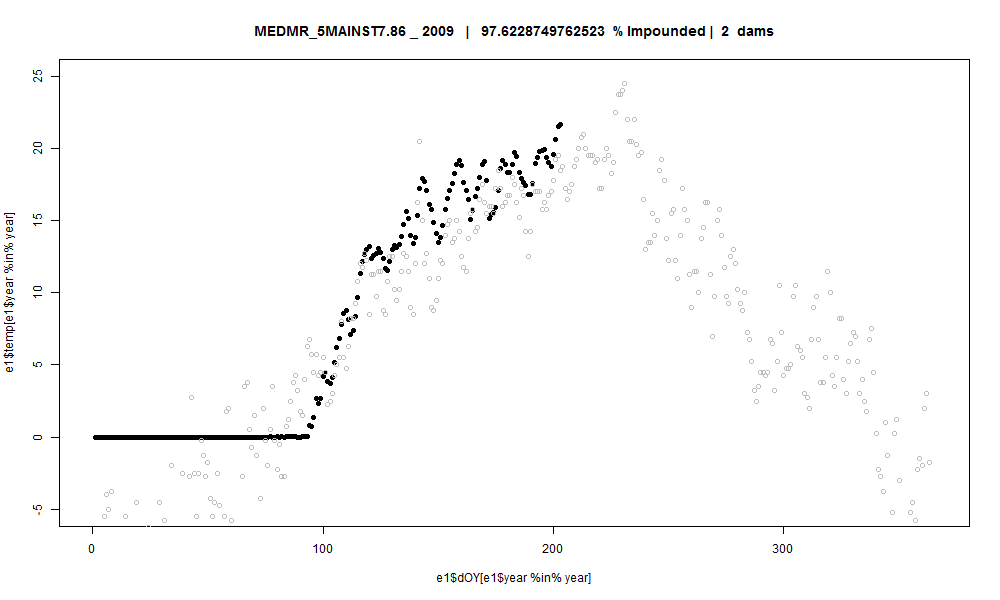 MEDMR_5MAINST7.86 _ 2009 | 97.6228749762523 % Impounded | 2 dams
e1$temp[e1$year %in% year]
25
20
15
10
5
0
-5
0 100 200 300
e1$dOY[e1$year %in% year]